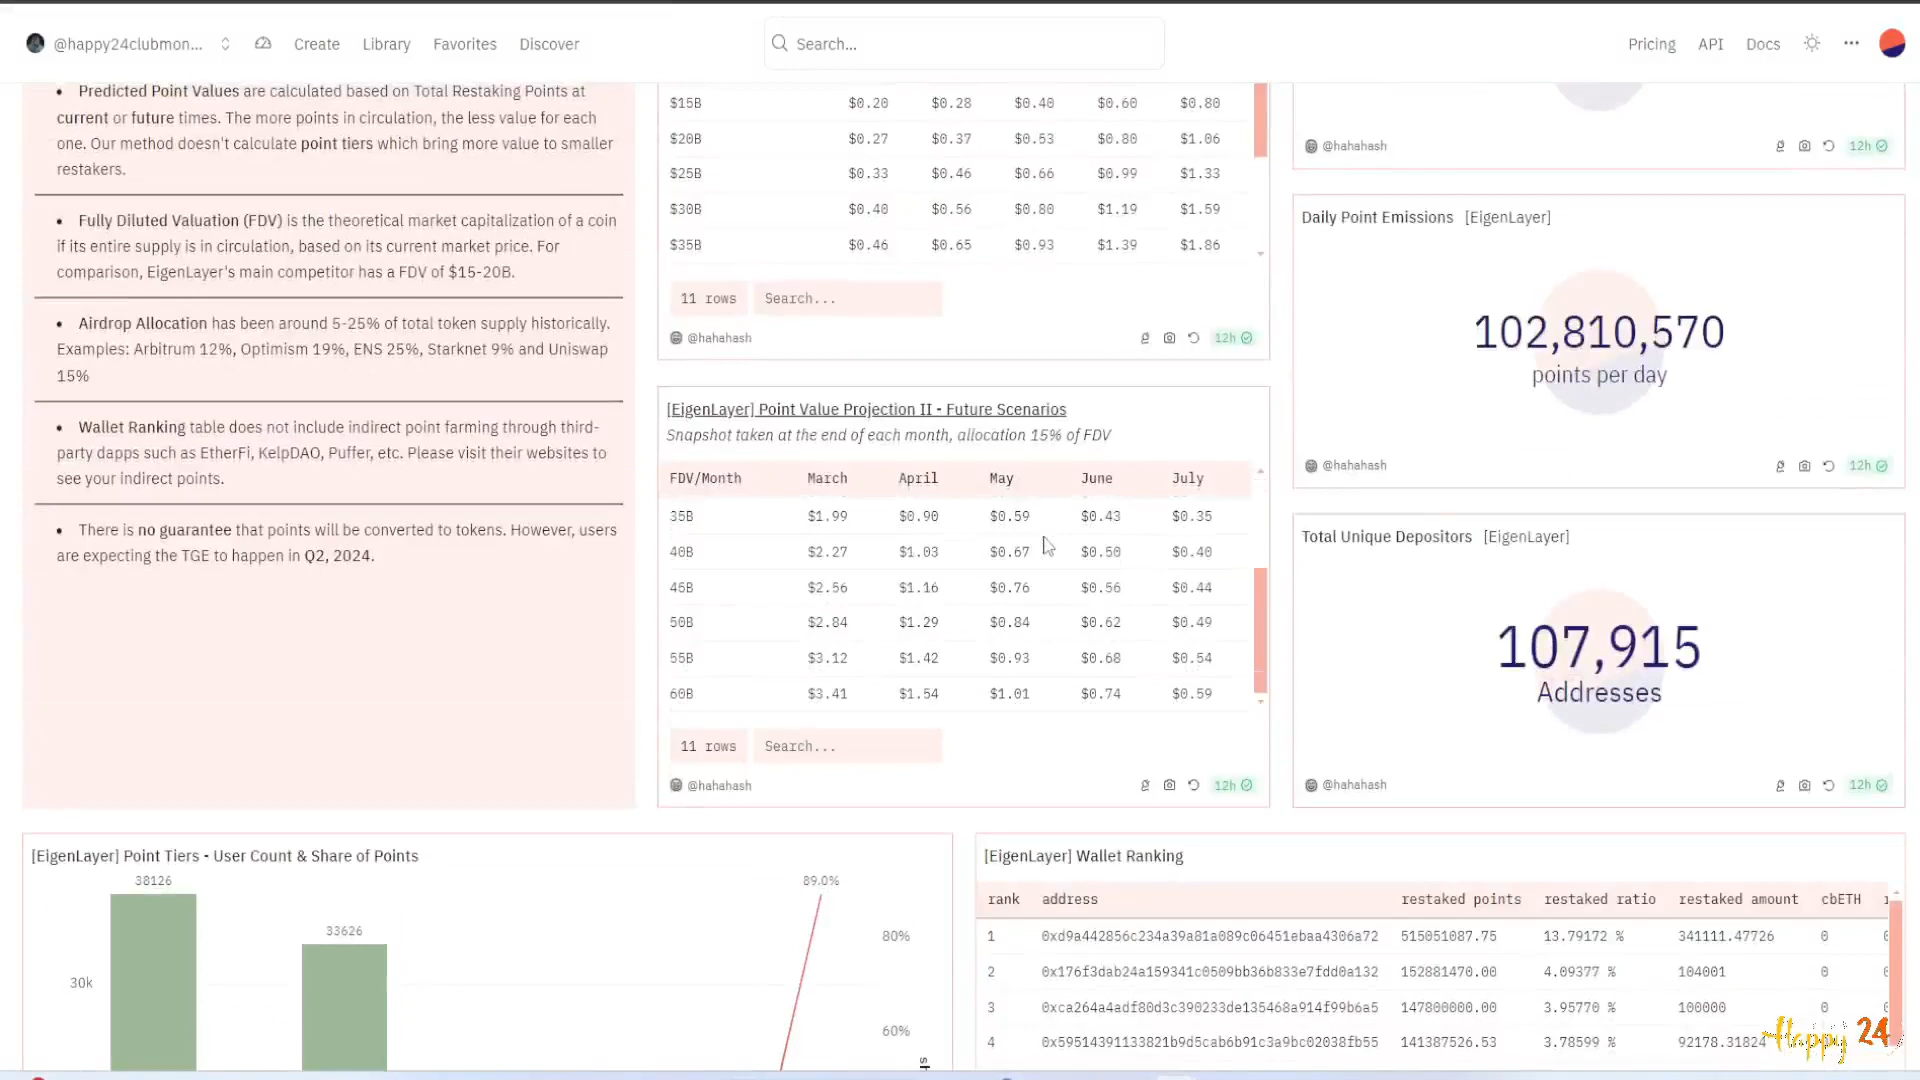 @happy24clubmon...
Create
Library
Favorites
Discover
Search...
Pricing
API
Docs
• Predicted Point Values are calculated based on Total Restaking Points at
current or future times. The more points in circulation, the less value for each
one. Our method doesn't calculate point tiers which bring more value to smaller
restakers.
• Fully Diluted Valuation (FDV) is the theoretical market capitalization of a coin
if its entire supply is in circulation, based on its current market price. For
comparison, EigenLayer's main competitor has a FDV of $15-20B.
• Airdrop Allocation has been around 5-25% of total token supply historically.
Examples: Arbitrum 12%, Optimism 19%, ENS 25%, Starknet 9% and Uniswap
15%
• Wallet Ranking table does not include indirect point farming through third-
party dapps such as EtherFi, KelpDAO, Puffer, etc. Please visit their websites to
see your indirect points.
• There is no guarantee that points will be converted to tokens. However, users
are expecting the TGE to happen in Q2, 2024.
$15B $0.20 $0.28 $0.40 $0.60 $0.80
$20B $0.27 $0.37 $0.53 $0.80 $1.06
$25B $0.33 $0.46 $0.66 $0.99 $1.33
$30B $0.40 $0.56 $0.80 $1.19 $1.59
$35B $0.46 $0.65 $0.93 $1.39 $1.86
11 rows Search...
@hahahash 12h
[EigenLayer] Point Value Projection II - Future Scenarios
Snapshot taken at the end of each month, allocation 15% of FDV
FDV/Month March April May June July
35B $1.99 $0.90 $0.59 $0.43 $0.35
40B $2.27 $1.03 $0.67 $0.50 $0.40
45B $2.56 $1.16 $0.76 $0.56 $0.44
50B $2.84 $1.29 $0.84 $0.62 $0.49
55B $3.12 $1.42 $0.93 $0.68 $0.54
60B $3.41 $1.54 $1.01 $0.74 $0.59
11 rows Search...
@hahahash 12h
@hahahash 12h
Daily Point Emissions [EigenLayer]
102,810,570
points per day
@hahahash 12h
Total Unique Depositors [EigenLayer]
107,915
Addresses
@hahahash 12h
[EigenLayer] Point Tiers - User Count & Share of Points
38126
89.0%
33626
80%
30k
60%
[EigenLayer] Wallet Ranking
rank address restaked points restaked ratio restaked amount cbETH
1 0xd9a442856c234a39a81a089c06451ebaa4306a72 515051087.75 13.79172 % 341111.47726 0
2 0x176f3dab24a159341c0509bb36b833e7fdd0a132 152881470.00 4.09377 % 104001 0
3 0xca264a4adf80d3c390233de135468a914f99b6a5 147800000.00 3.95770 % 100000 0
4 0x59514391133821b9d5cab6b91c3a9bc02038fb55 141387526.53 3.78599 % 92178.31824
Happy 24